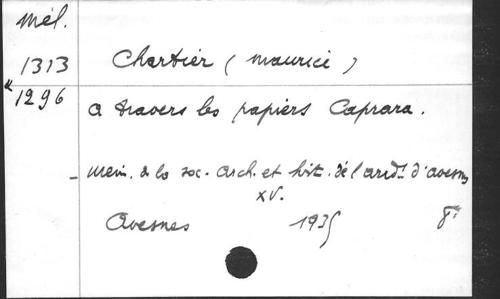 Mél.
1313 Chartier (Maurice)
"1296 A travers les papiers Caprara.
- Mém. de la soc. arch. et hist. de l'arrdt d'Avesnes
XV.
Avesnes 1935 8°